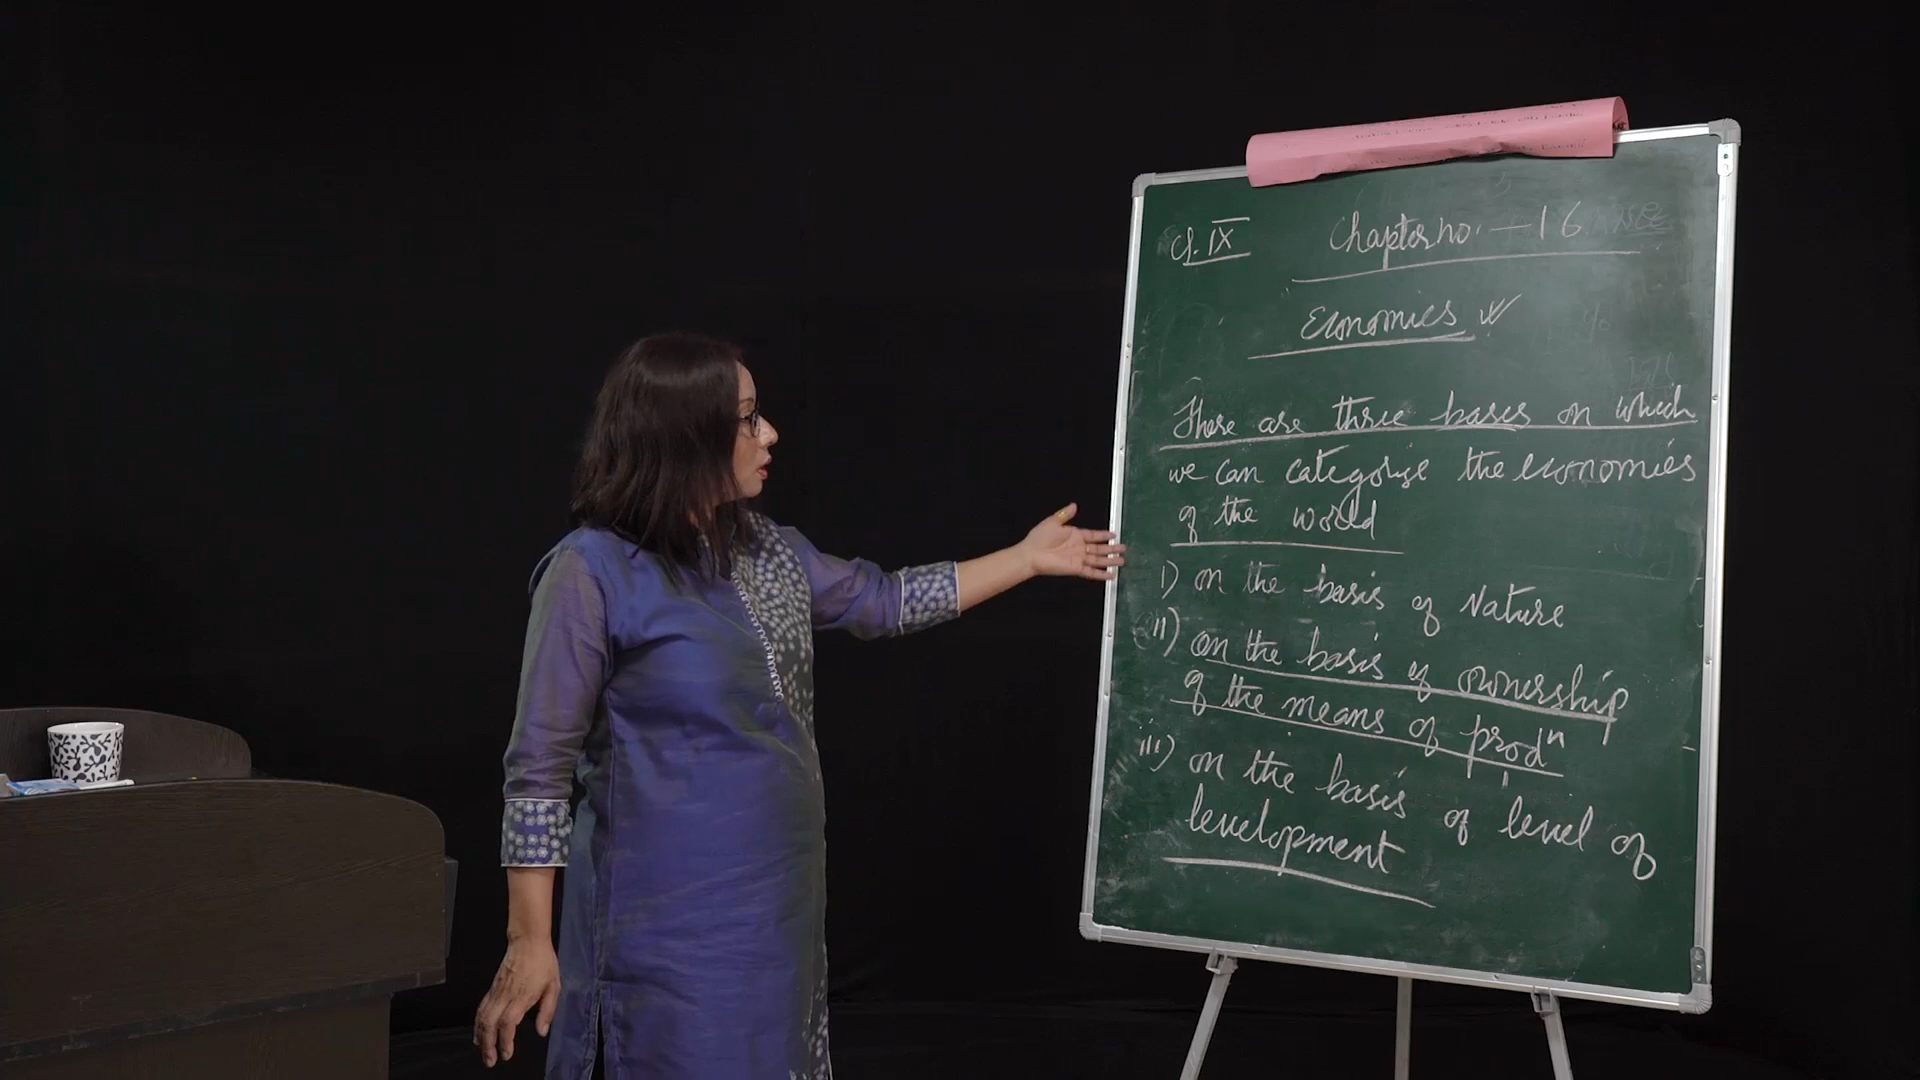 Cl. IX
Chapter no. - 16
Economics
There are three bases on which
we can categorise the economies
of the world
i) on the basis of Nature
ii) on the basis of ownership
of the means of prodⁿ
iii) on the basis of level of
development